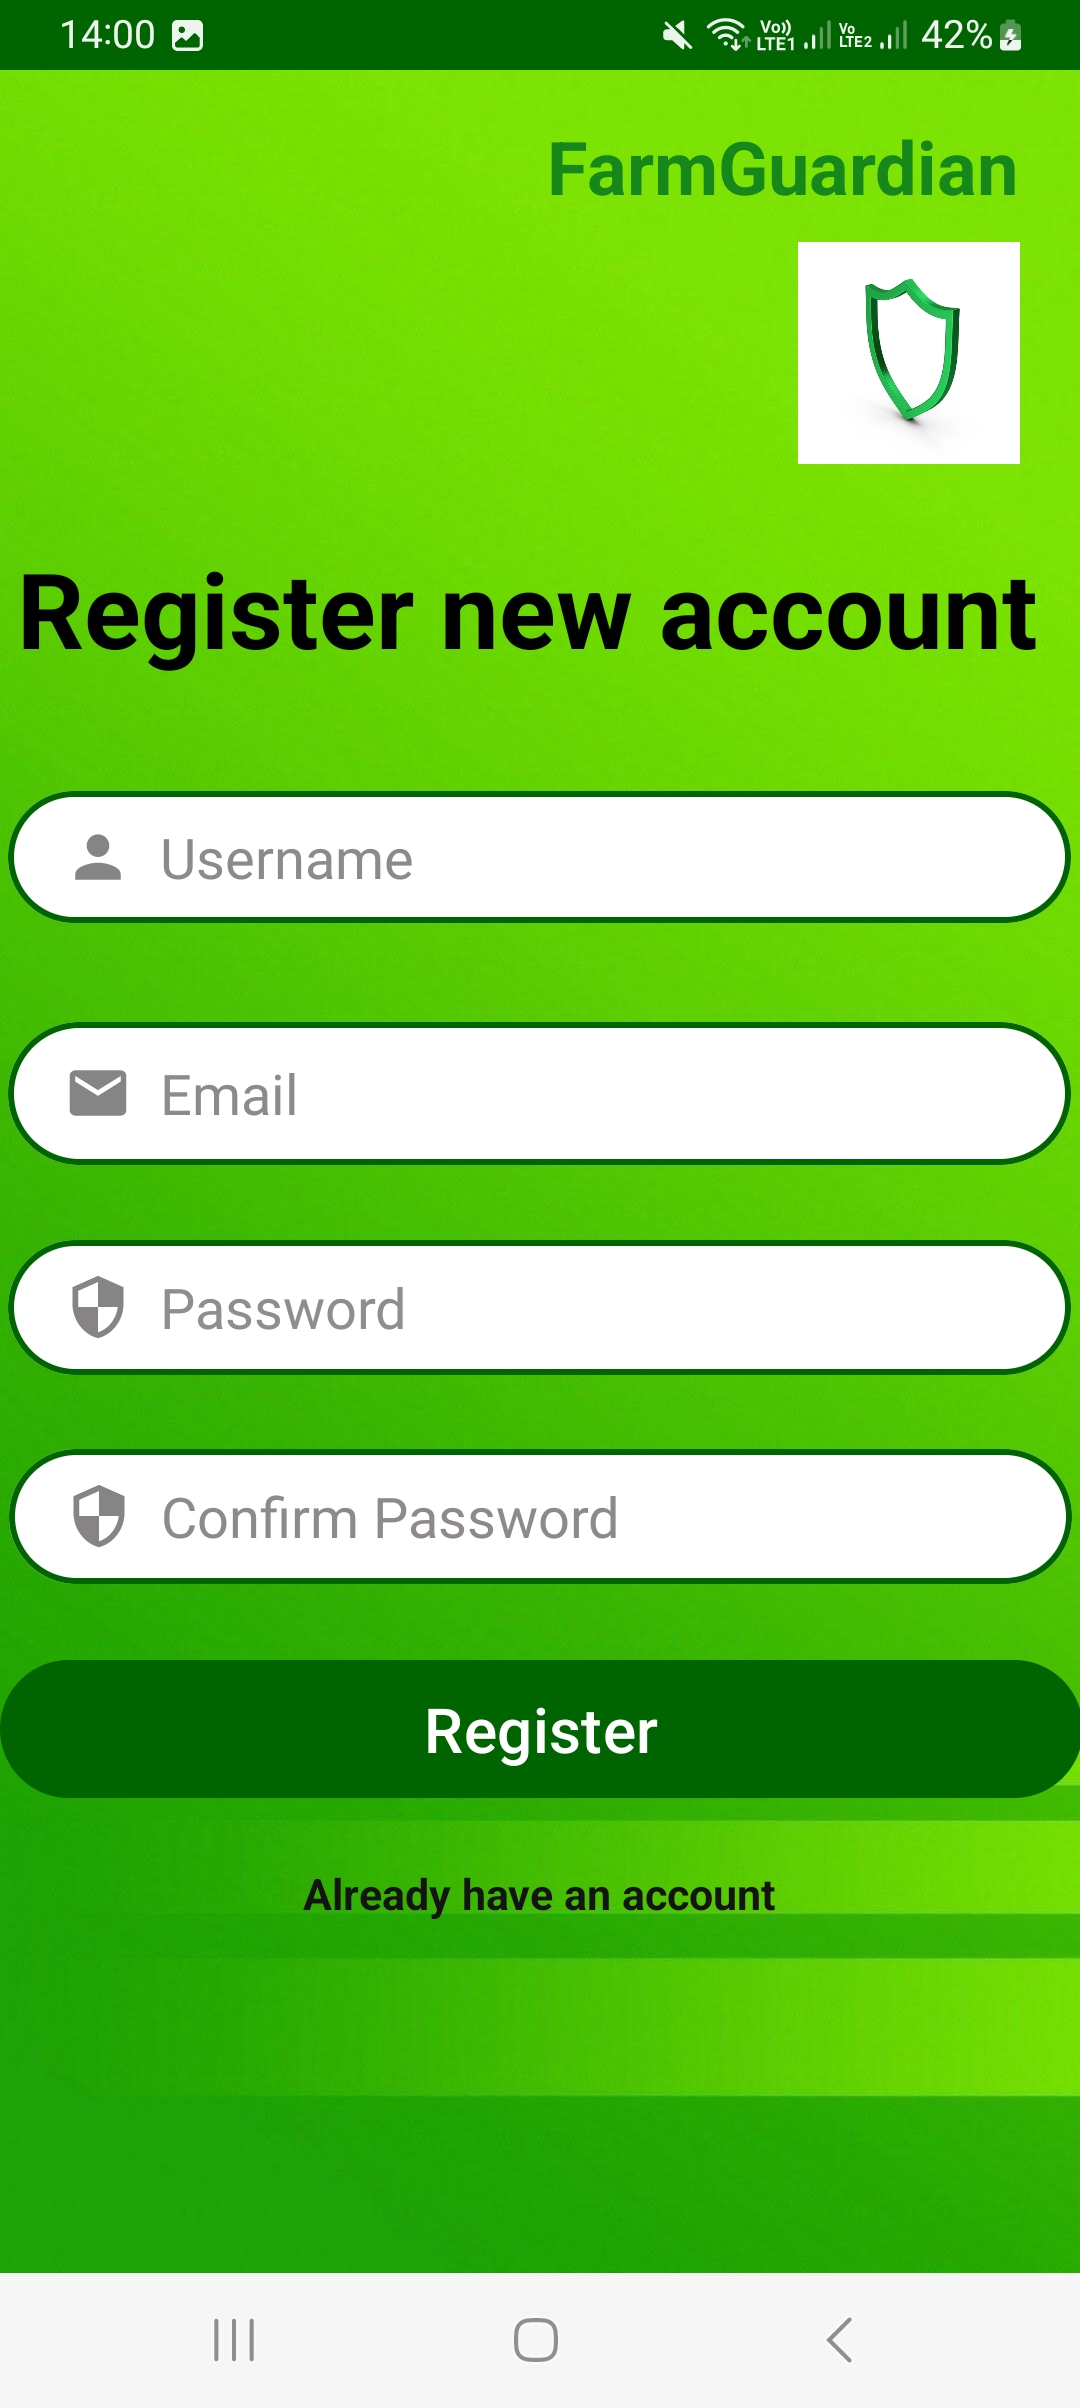 14:00
Vo)) LTE1 Vo LTE2 42%
FarmGuardian
Register new account
Username
Email
Password
Confirm Password
Register
Already have an account